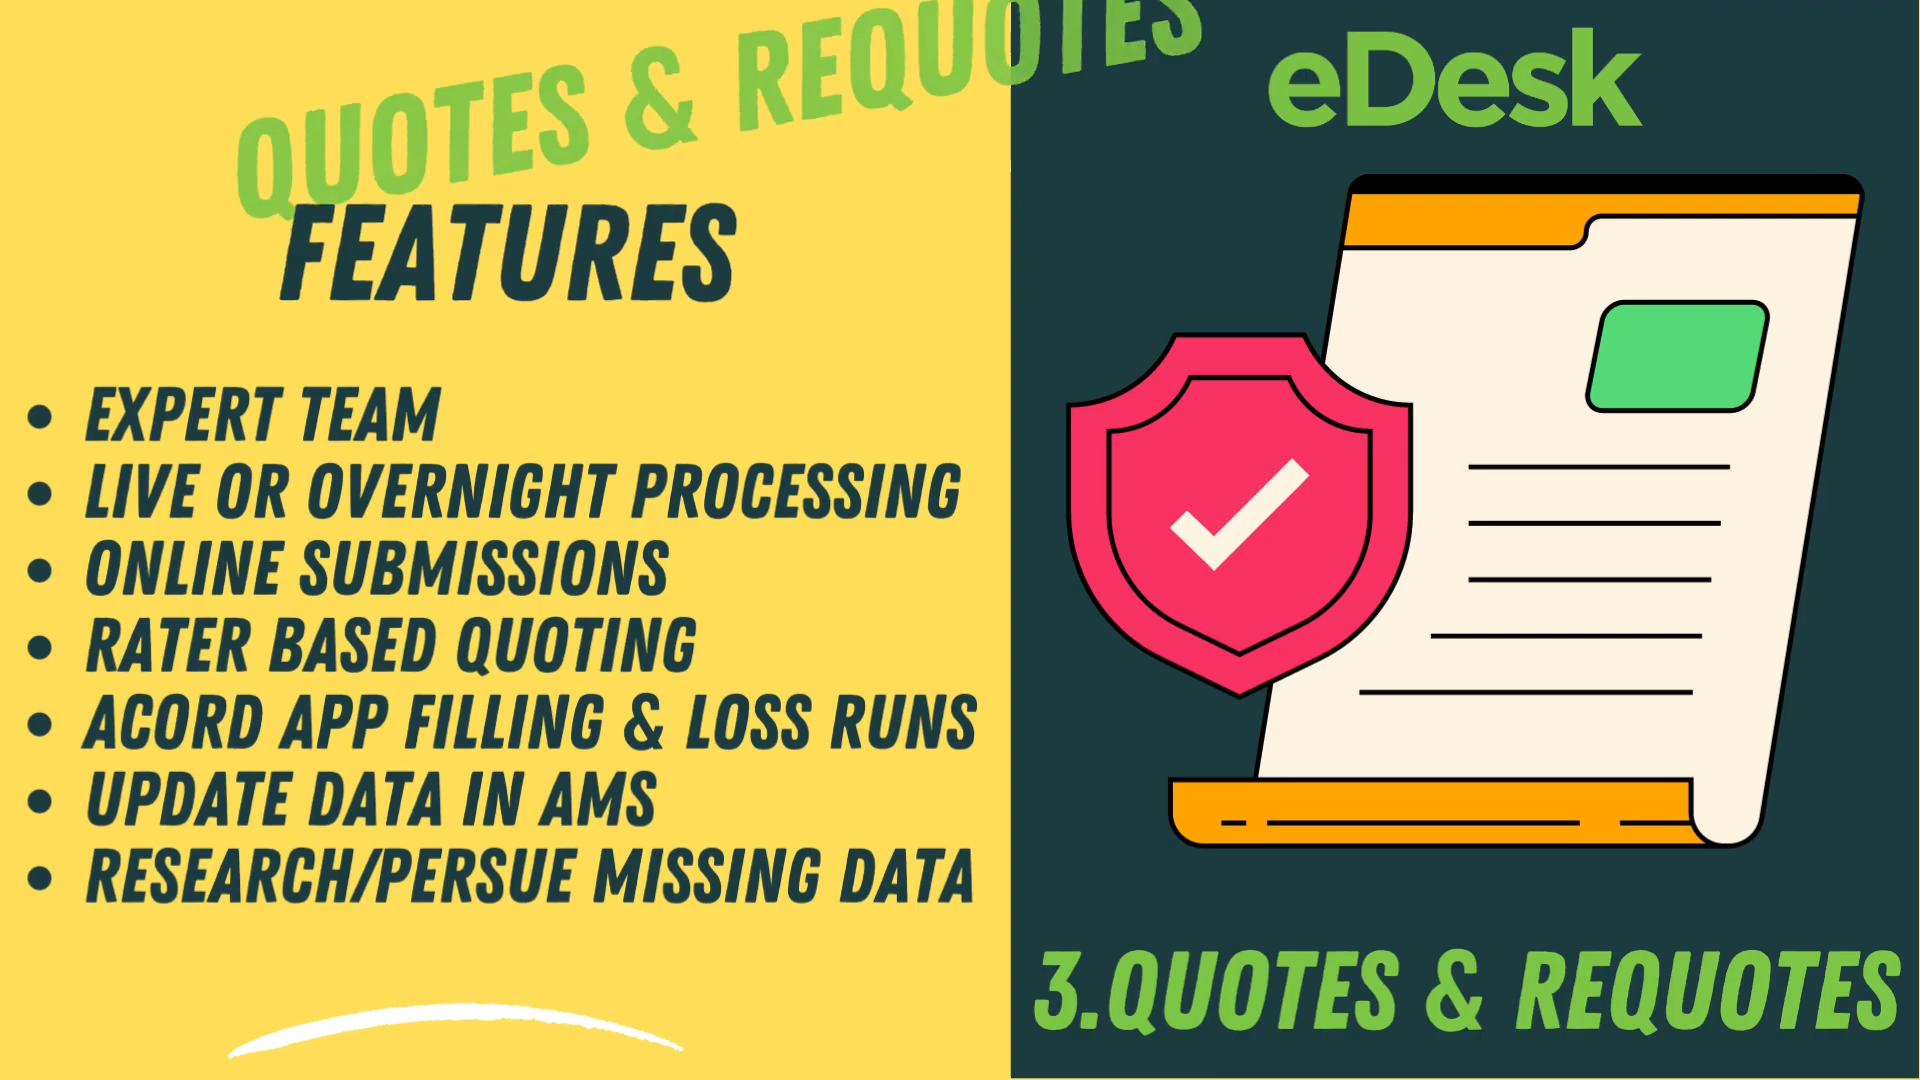 QUOTES & REQUOTES
FEATURES
• EXPERT TEAM
• LIVE OR OVERNIGHT PROCESSING
• ONLINE SUBMISSIONS
• RATER BASED QUOTING
• ACORD APP FILLING & LOSS RUNS
• UPDATE DATA IN AMS
• RESEARCH/PERSUE MISSING DATA
eDesk
3.QUOTES & REQUOTES